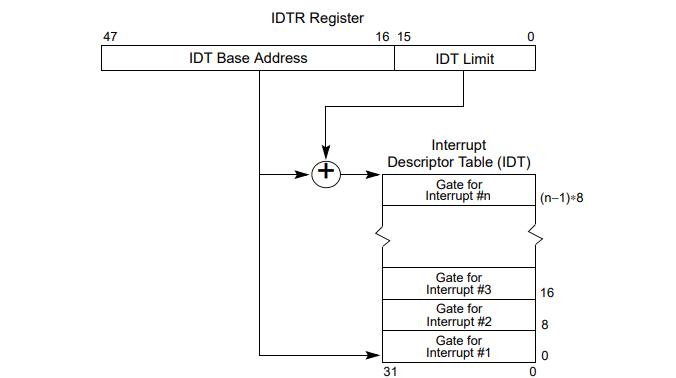 IDTR Register
47 16 15 0
IDT Base Address IDT Limit
+
Interrupt
Descriptor Table (IDT)
Gate for
Interrupt #n
(n−1)∗8
Gate for
Interrupt #3
16
Gate for
Interrupt #2
8
Gate for
Interrupt #1
0
31 0